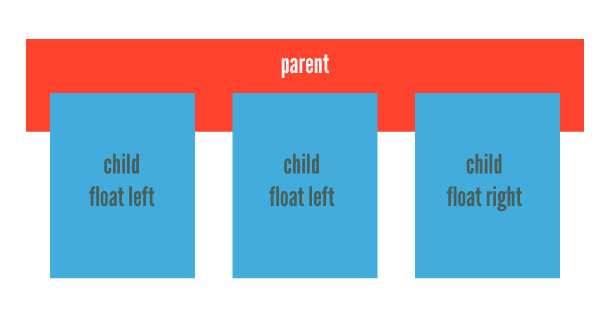 parent
child
float left
child
float left
child
float right